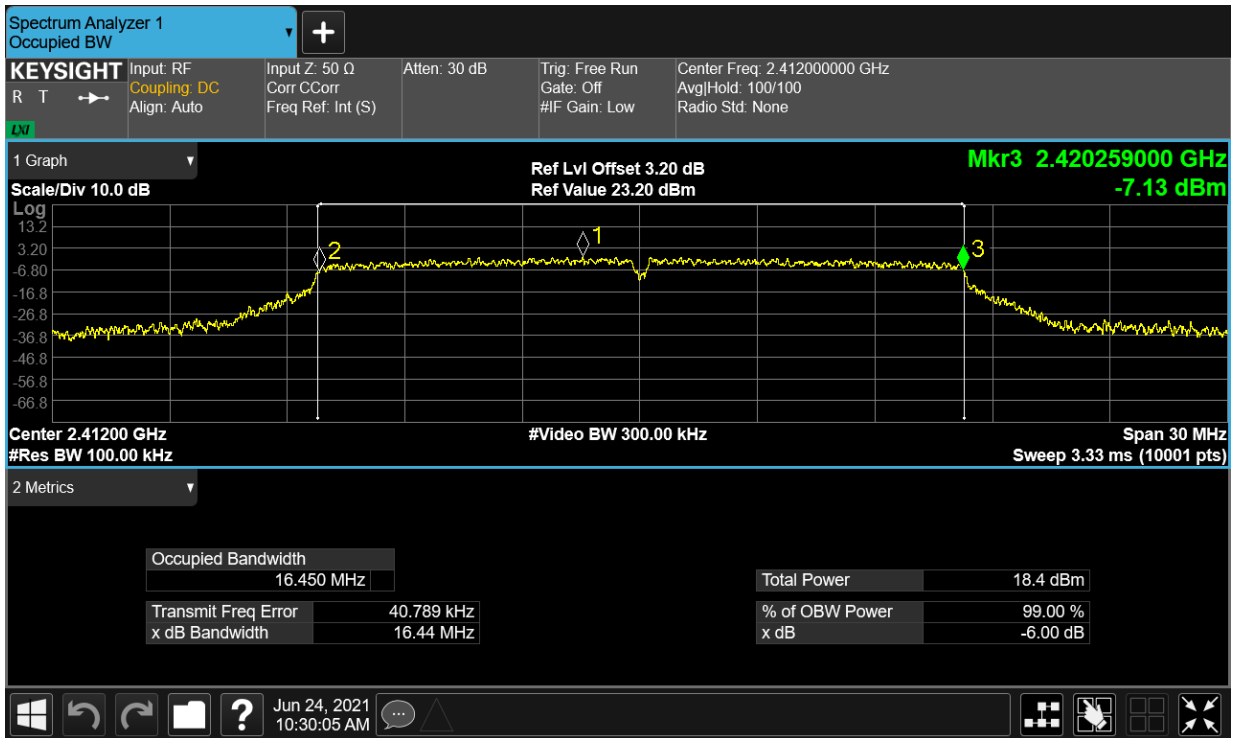 Spectrum Analyzer 1
Occupied BW
KEYSIGHT
R T
LXI
Input: RF
Coupling: DC
Align: Auto
Input Z: 50 Ω
Corr CCorr
Freq Ref: Int (S)
Atten: 30 dB
Trig: Free Run
Gate: Off
#IF Gain: Low
Center Freq: 2.412000000 GHz
Avg|Hold: 100/100
Radio Std: None
1 Graph
Scale/Div 10.0 dB
Ref Lvl Offset 3.20 dB
Ref Value 23.20 dBm
Mkr3 2.420259000 GHz
-7.13 dBm
Log
13.2
3.20
-6.80
-16.8
-26.8
-36.8
-46.8
-56.8
-66.8
2
1
3
Center 2.41200 GHz
#Video BW 300.00 kHz
Span 30 MHz
#Res BW 100.00 kHz
Sweep 3.33 ms (10001 pts)
2 Metrics
Occupied Bandwidth
16.450 MHz
Transmit Freq Error 40.789 kHz
x dB Bandwidth 16.44 MHz
Total Power 18.4 dBm
% of OBW Power 99.00 %
x dB -6.00 dB
?
Jun 24, 2021
10:30:05 AM